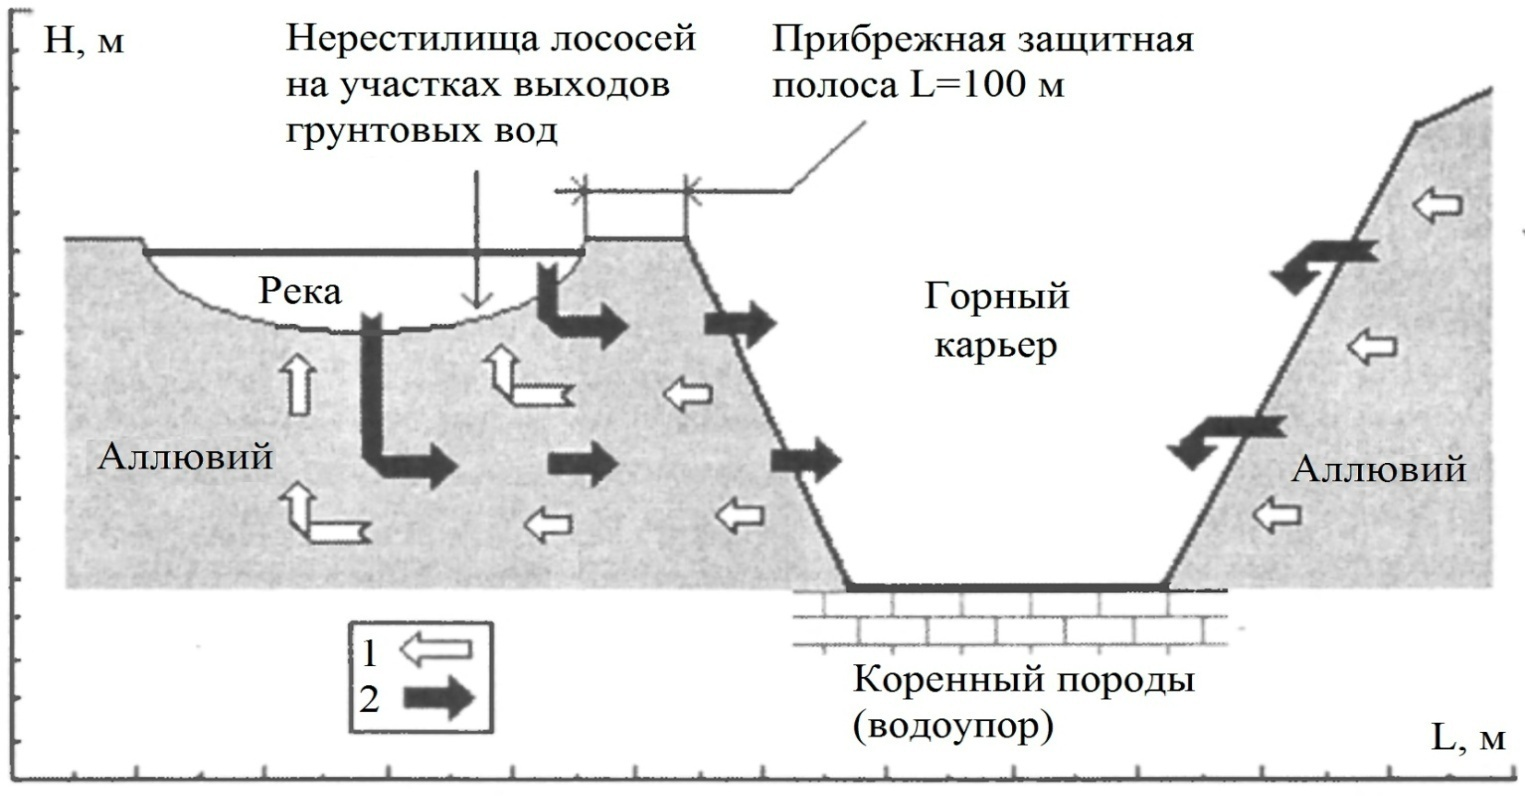 Н, м
Нерестилища лососей
на участках выходов
грунтовых вод
Прибрежная защитная
полоса L=100 м
Река
Горный
карьер
Аллювий
Аллювий
1
2
Коренный породы
(водоупор)
L, м